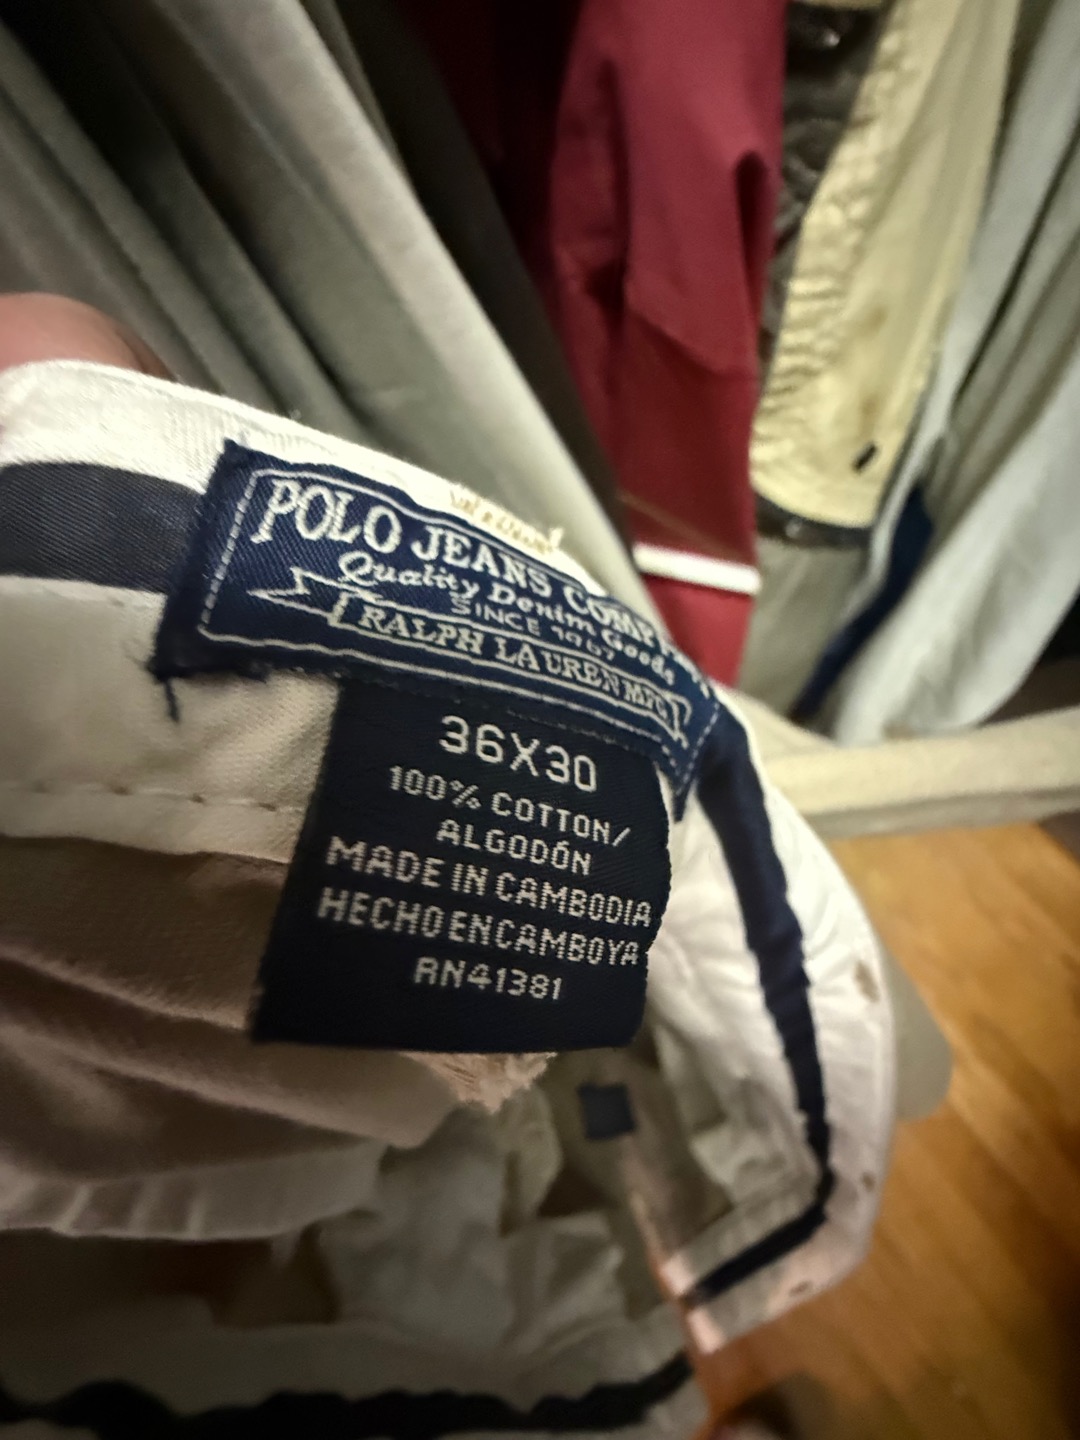 POLO JEANS COMPANY
Quality Denim Goods
SINCE 1967
RALPH LAUREN MFG.
36X30
100% COTTON/
ALGODÓN
MADE IN CAMBODIA
HECHO EN CAMBOYA
RN41381